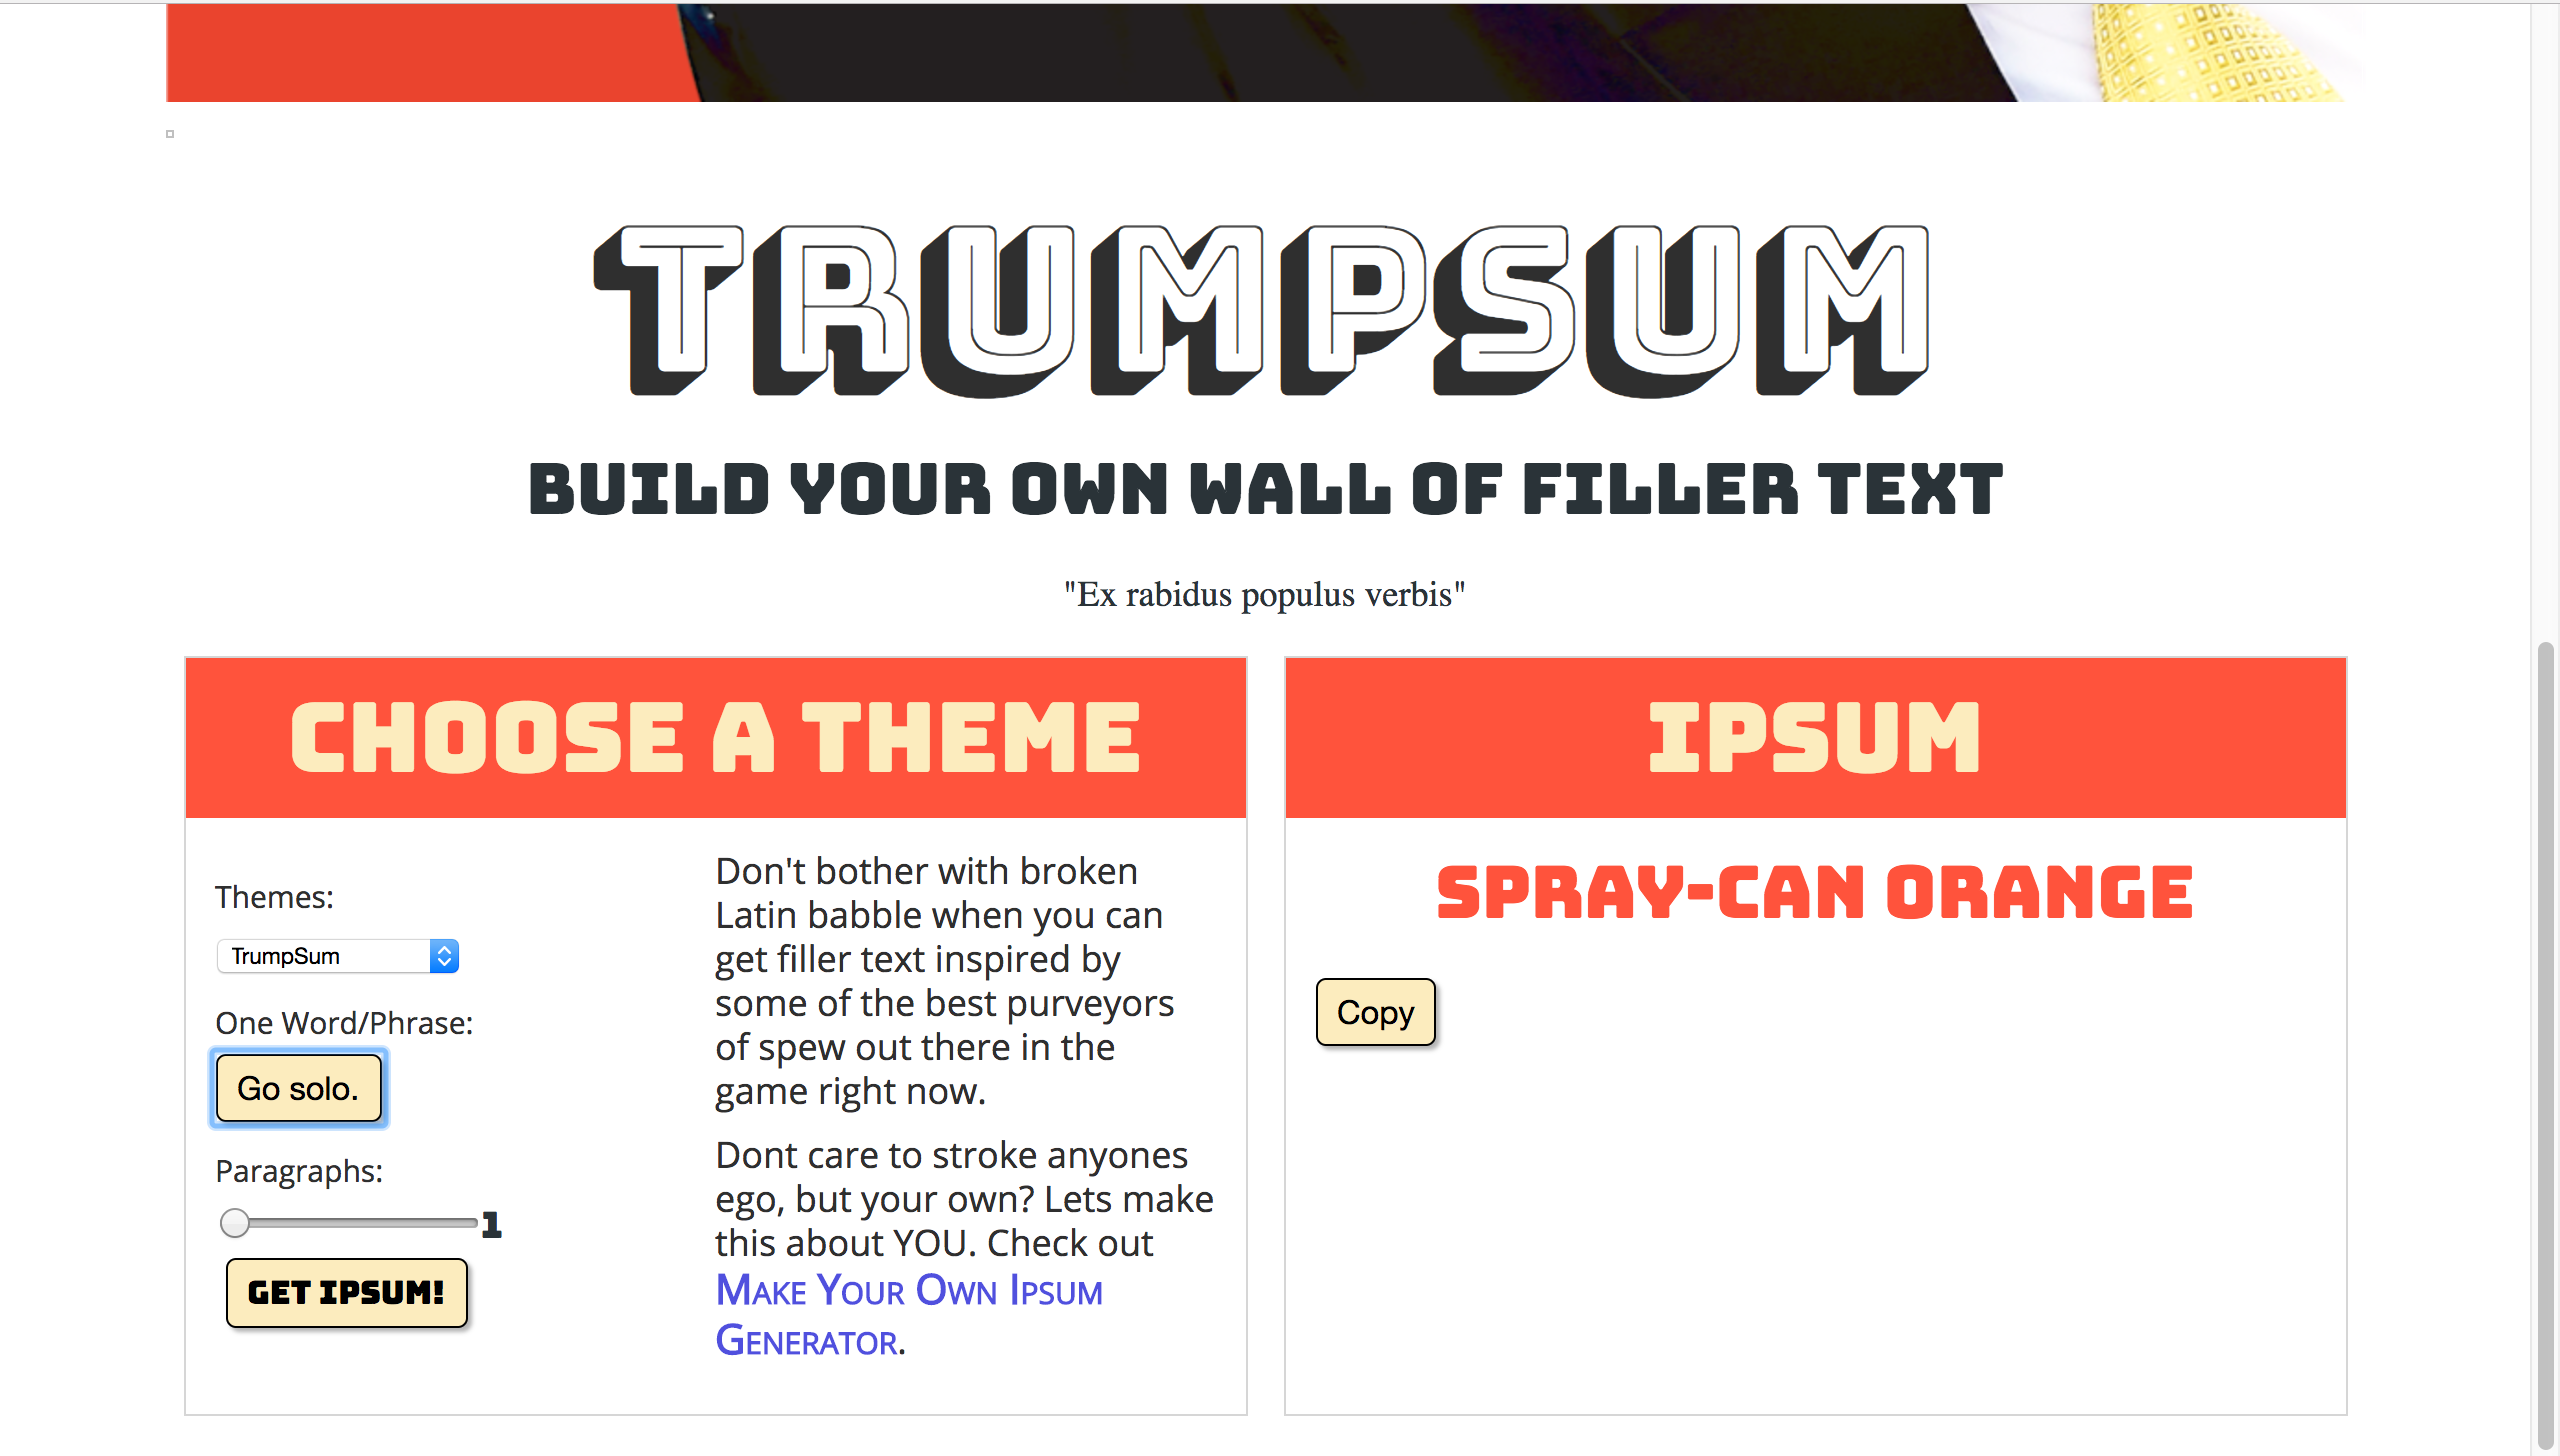 TRUMPSUM
BUILD YOUR OWN WALL OF FILLER TEXT
"Ex rabidus populus verbis"
CHOOSE A THEME
Themes:
TrumpSum
One Word/Phrase:
Go solo.
Paragraphs:
1
GET IPSUM!
Don't bother with broken
Latin babble when you can
get filler text inspired by
some of the best purveyors
of spew out there in the
game right now.
Dont care to stroke anyones
ego, but your own? Lets make
this about YOU. Check out
Make Your Own Ipsum
Generator.
IPSUM
SPRAY-CAN ORANGE
Copy